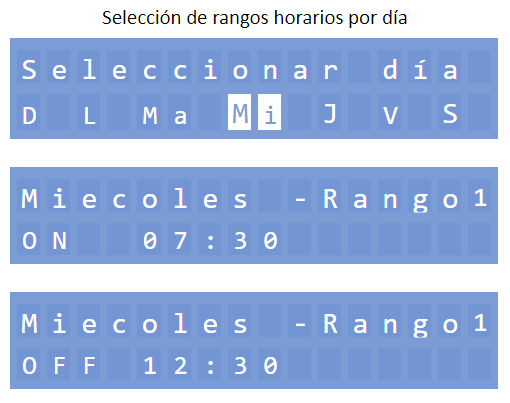 Selección de rangos horarios por día
Seleccionar día
D L Ma Mi J V S
Miecoles -Rango1
ON 07:30
Miecoles -Rango1
OFF 12:30